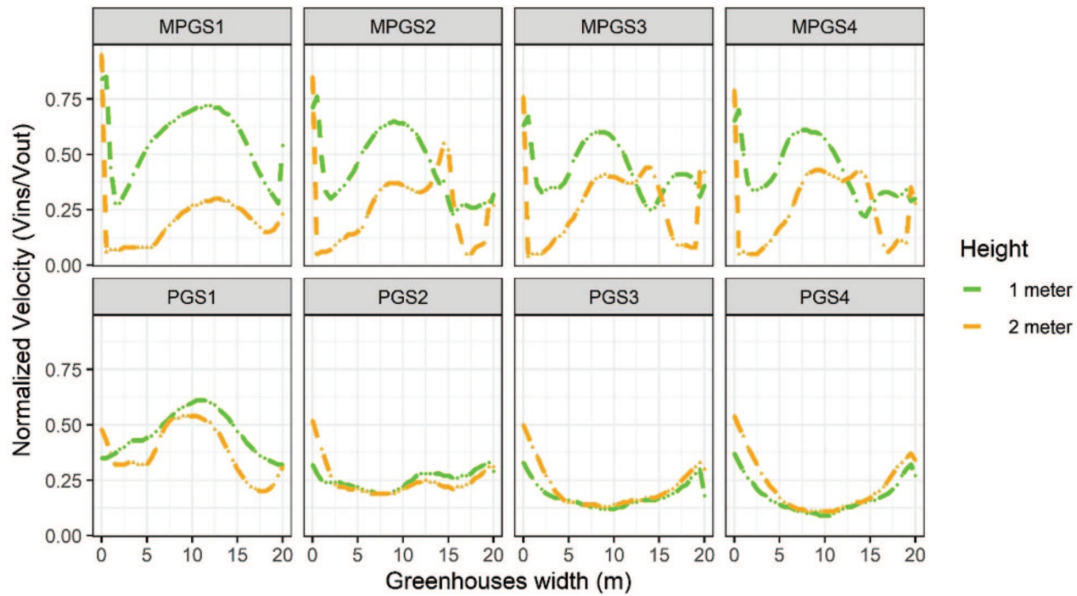 MPGS1 MPGS2 MPGS3 MPGS4
0.75
0.50
0.25
0.00
PGS1 PGS2 PGS3 PGS4
0.75
0.50
0.25
0.00
0 5 10 15 20 0 5 10 15 20 0 5 10 15 20 0 5 10 15 20
Greenhouses width (m)
Normalized Velocity (Vins/Vout)
Height
1 meter
2 meter